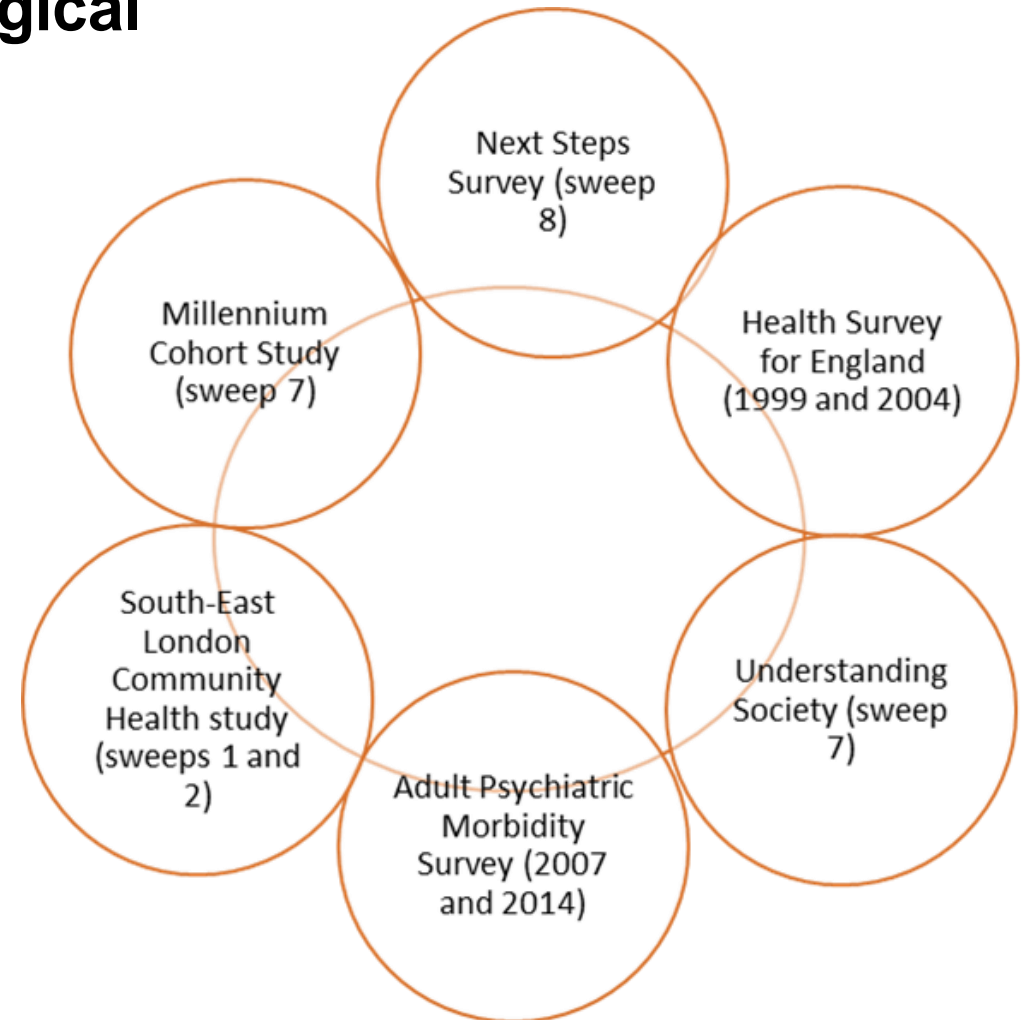 gical
Next Steps
Survey (sweep
8)
Millennium
Cohort Study
(sweep 7)
Health Survey
for England
(1999 and 2004)
South-East
London
Community
Health study
(sweeps 1 and
2)
Understanding
Society (sweep
7)
Adult Psychiatric
Morbidity
Survey (2007
and 2014)